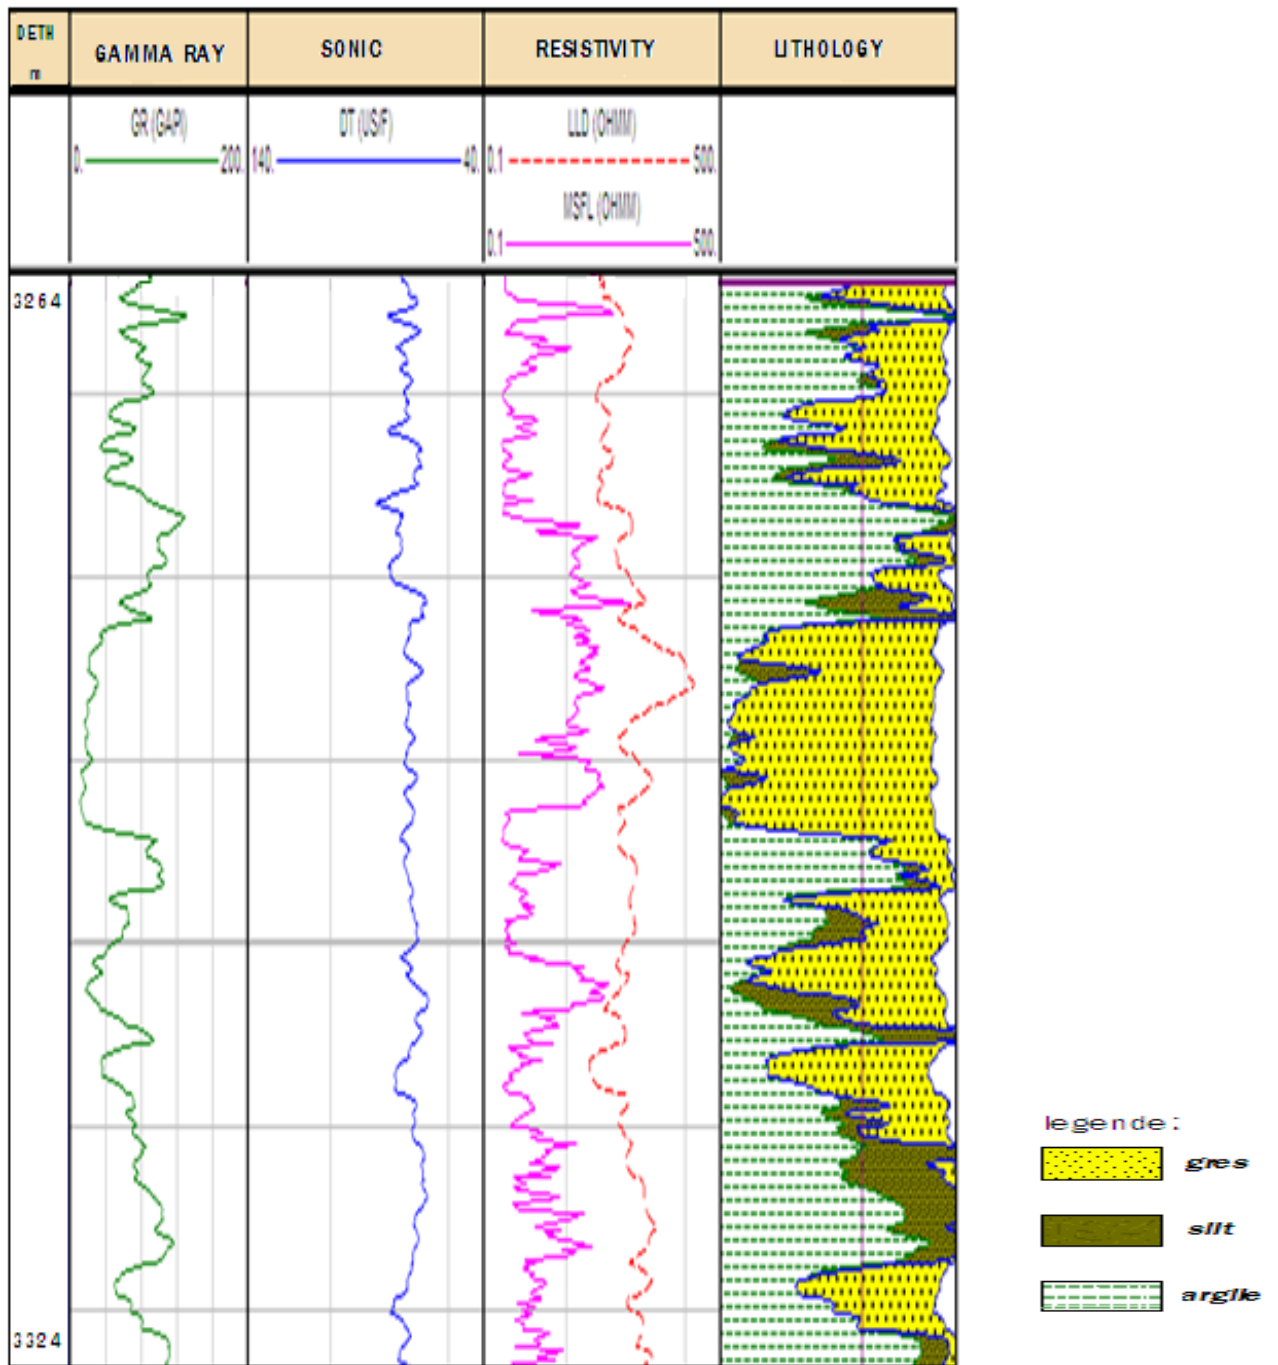 DETH
m
GAMMA RAY
SONIC
RESISTIVITY
LITHOLOGY
GR (GAPI)
0. 200.
DT (US/F)
140. 40.
LLD (OHMM)
0.1 500.
MSFL (OHMM)
0.1 500.
3264
3324
legende:
gres
silt
argile